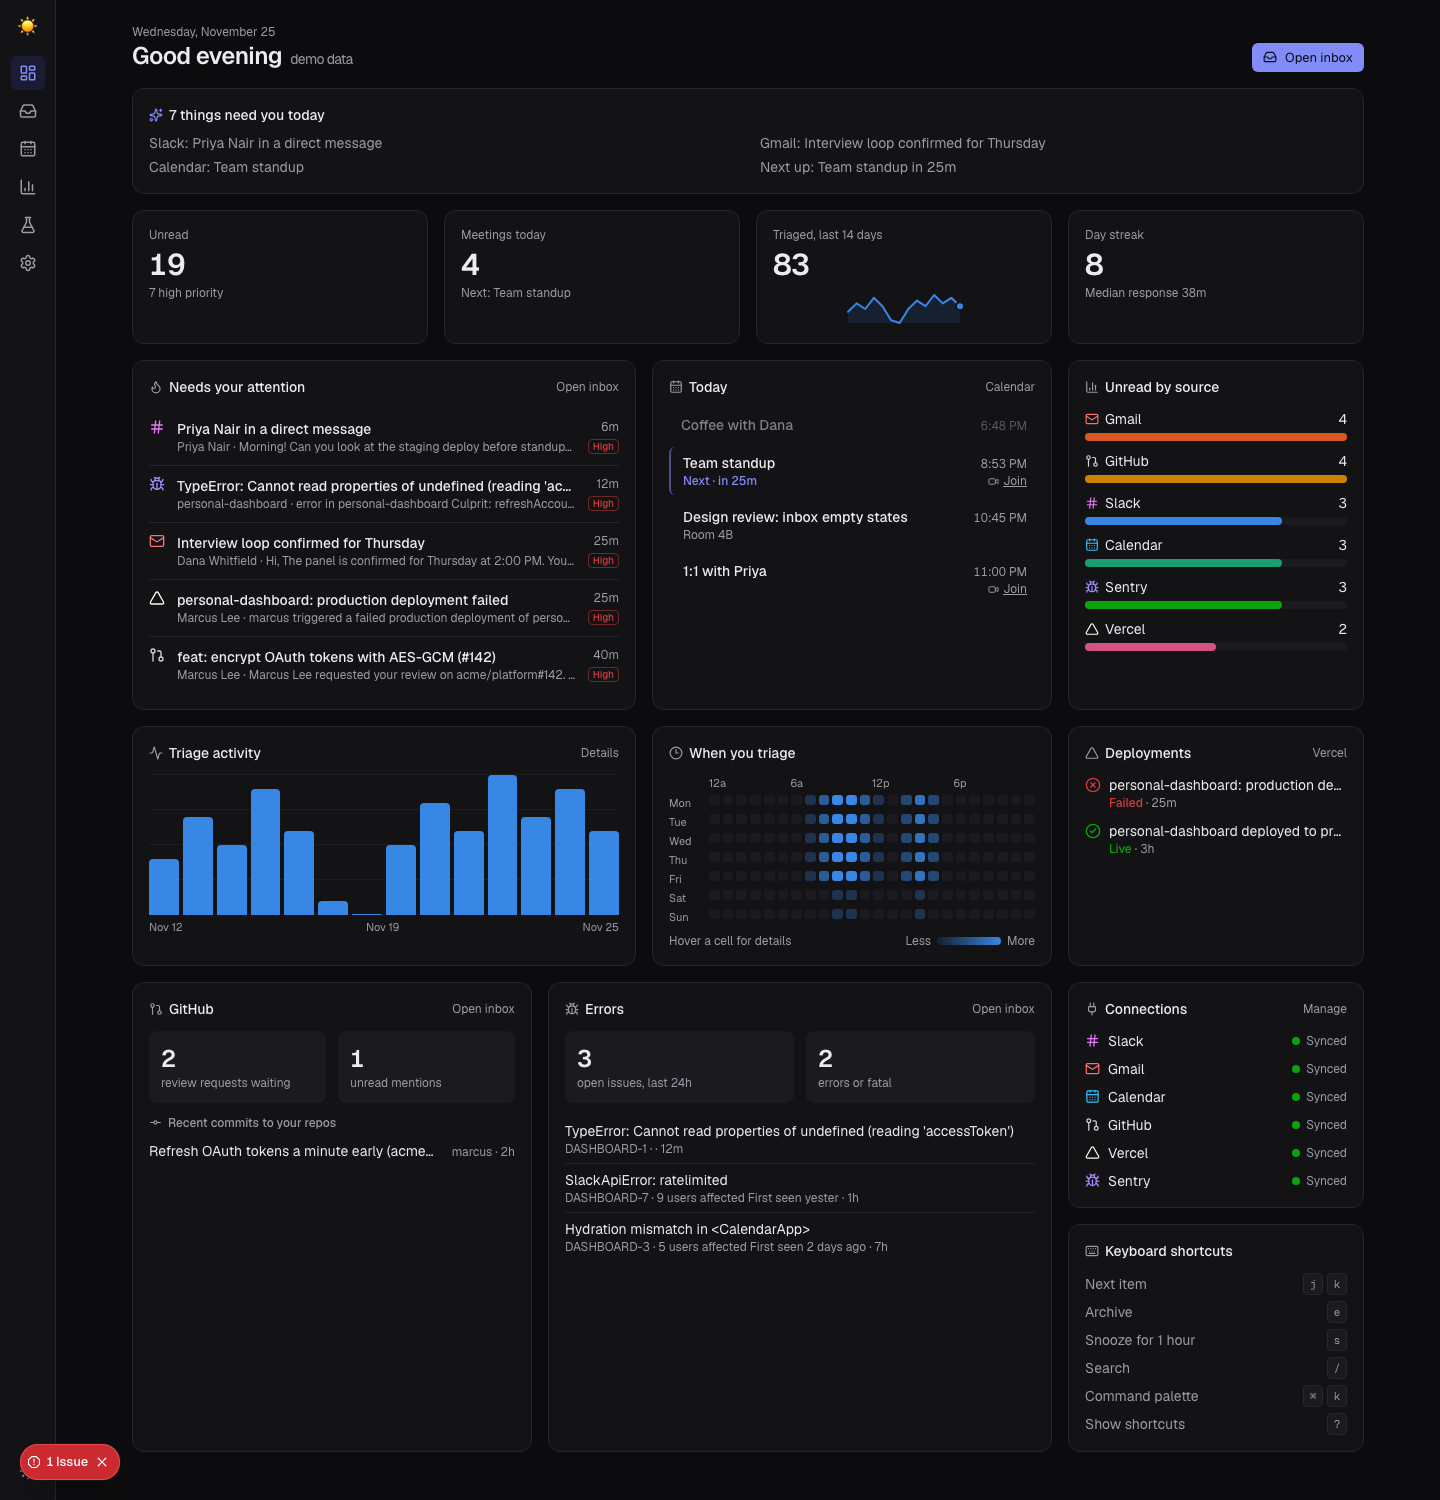 Wednesday, November 25
Good evening demo data
Open inbox
7 things need you today
Slack: Priya Nair in a direct message
Gmail: Interview loop confirmed for Thursday
Calendar: Team standup
Next up: Team standup in 25m
Unread
19
7 high priority
Meetings today
4
Next: Team standup
Triaged, last 14 days
83
Day streak
8
Median response 38m
Needs your attention
Open inbox
Priya Nair in a direct message 6m
Priya Nair · Morning! Can you look at the staging deploy before standup... High
TypeError: Cannot read properties of undefined (reading 'ac... 12m
personal-dashboard · error in personal-dashboard Culprit: refreshAccou... High
Interview loop confirmed for Thursday 25m
Dana Whitfield · Hi, The panel is confirmed for Thursday at 2:00 PM. You... High
personal-dashboard: production deployment failed 25m
Marcus Lee · marcus triggered a failed production deployment of perso... High
feat: encrypt OAuth tokens with AES-GCM (#142) 40m
Marcus Lee · Marcus Lee requested your review on acme/platform#142. ... High
Today
Calendar
Coffee with Dana 6:48 PM
Team standup 8:53 PM
Next · in 25m Join
Design review: inbox empty states 10:45 PM
Room 4B
1:1 with Priya 11:00 PM
Join
Unread by source
Gmail 4
GitHub 4
Slack 3
Calendar 3
Sentry 3
Vercel 2
Triage activity
Details
Nov 12 Nov 19 Nov 25
When you triage
12a 6a 12p 6p
Mon
Tue
Wed
Thu
Fri
Sat
Sun
Hover a cell for details
Less More
Deployments
Vercel
personal-dashboard: production de...
Failed · 25m
personal-dashboard deployed to pr...
Live · 3h
GitHub
Open inbox
2
review requests waiting
1
unread mentions
Recent commits to your repos
Refresh OAuth tokens a minute early (acme... marcus · 2h
Errors
Open inbox
3
open issues, last 24h
2
errors or fatal
TypeError: Cannot read properties of undefined (reading 'accessToken')
DASHBOARD-1 · · 12m
SlackApiError: ratelimited
DASHBOARD-7 · 9 users affected First seen yester · 1h
Hydration mismatch in <CalendarApp>
DASHBOARD-3 · 5 users affected First seen 2 days ago · 7h
Connections
Manage
Slack Synced
Gmail Synced
Calendar Synced
GitHub Synced
Vercel Synced
Sentry Synced
Keyboard shortcuts
Next item j k
Archive e
Snooze for 1 hour s
Search /
Command palette ⌘ k
Show shortcuts ?
1 Issue